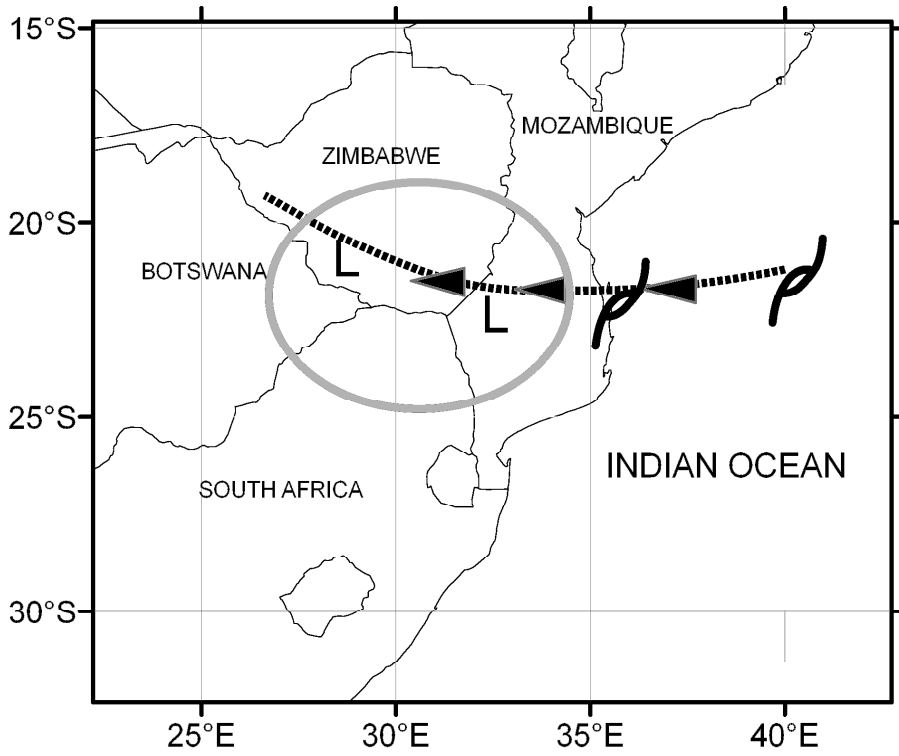 15°S
MOZAMBIQUE
ZIMBABWE
20°S
L
BOTSWANA
L
25°S
INDIAN OCEAN
SOUTH AFRICA
30°S
25°E 30°E 35°E 40°E